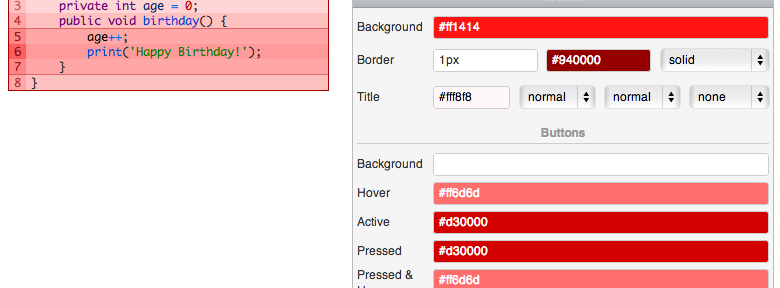 3 private int age = 0;
4 public void birthday() {
5 age++;
6 print('Happy Birthday!');
7 }
8 }
Background #ff1414
Border 1px #940000 solid
Title #fff8f8 normal normal none
Buttons
Background
Hover #ff6d6d
Active #d30000
Pressed #d30000
Pressed & #ff6d6d